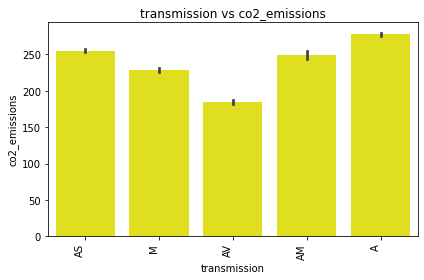 transmission vs co2_emissions
co2_emissions
250
200
150
100
50
0
AS
M
AV
AM
A
transmission